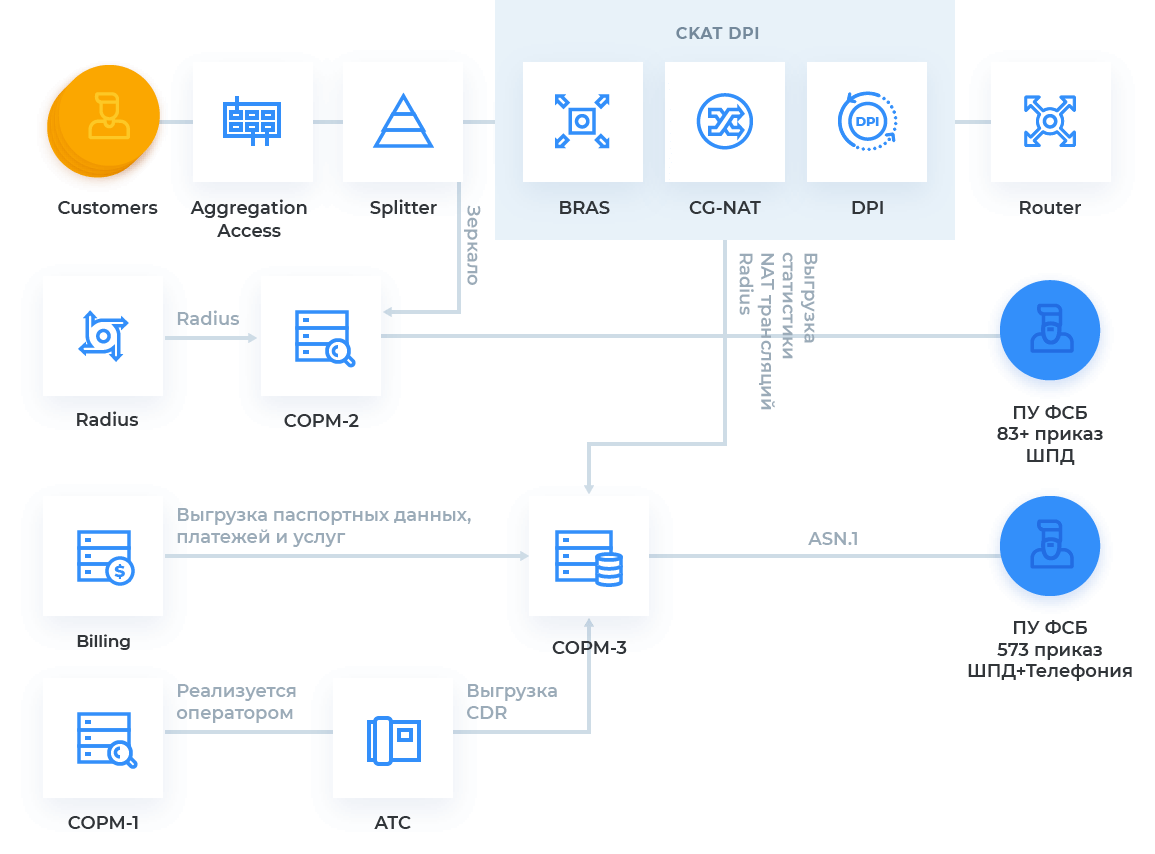 СКАТ DPI
DPI
Customers
Aggregation
Access
Splitter
BRAS
CG-NAT
DPI
Router
Зеркало
Выгрузка
статистики
NAT трансляций
Radius
Radius
Radius
СОРМ-2
ПУ ФСБ
83+ приказ
ШПД
Выгрузка паспортных данных,
платежей и услуг
ASN.1
$
Billing
СОРМ-3
ПУ ФСБ
573 приказ
ШПД+Телефония
Реализуется
оператором
Выгрузка
CDR
СОРМ-1
АТС